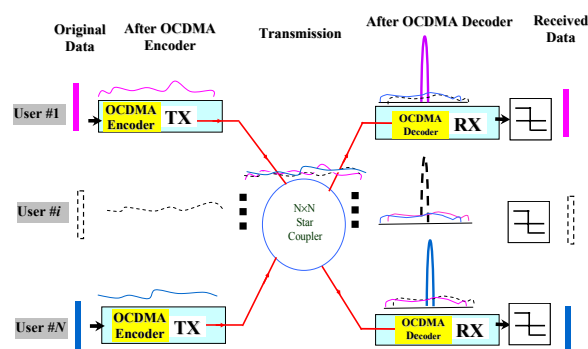 Original Data
After OCDMA Encoder
Transmission
After OCDMA Decoder
Received Data
User #1
OCDMA Encoder
TX
OCDMA Decoder
RX
User #i
N×N
Star
Coupler
User #N
OCDMA Encoder
TX
OCDMA Decoder
RX